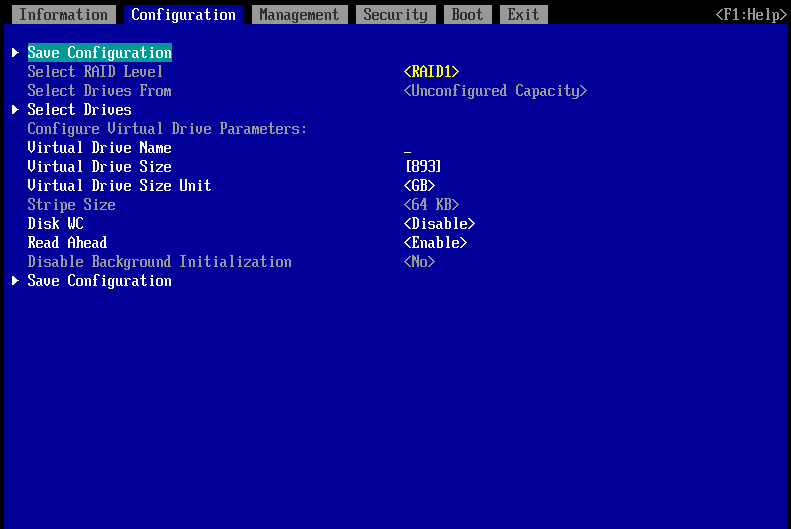 Information Configuration Management Security Boot Exit <F1:Help>
Save Configuration
Select RAID Level <RAID1>
Select Drives From <Unconfigured Capacity>
Select Drives
Configure Virtual Drive Parameters:
Virtual Drive Name _
Virtual Drive Size [893]
Virtual Drive Size Unit <GB>
Stripe Size <64 KB>
Disk WC <Disable>
Read Ahead <Enable>
Disable Background Initialization <No>
Save Configuration